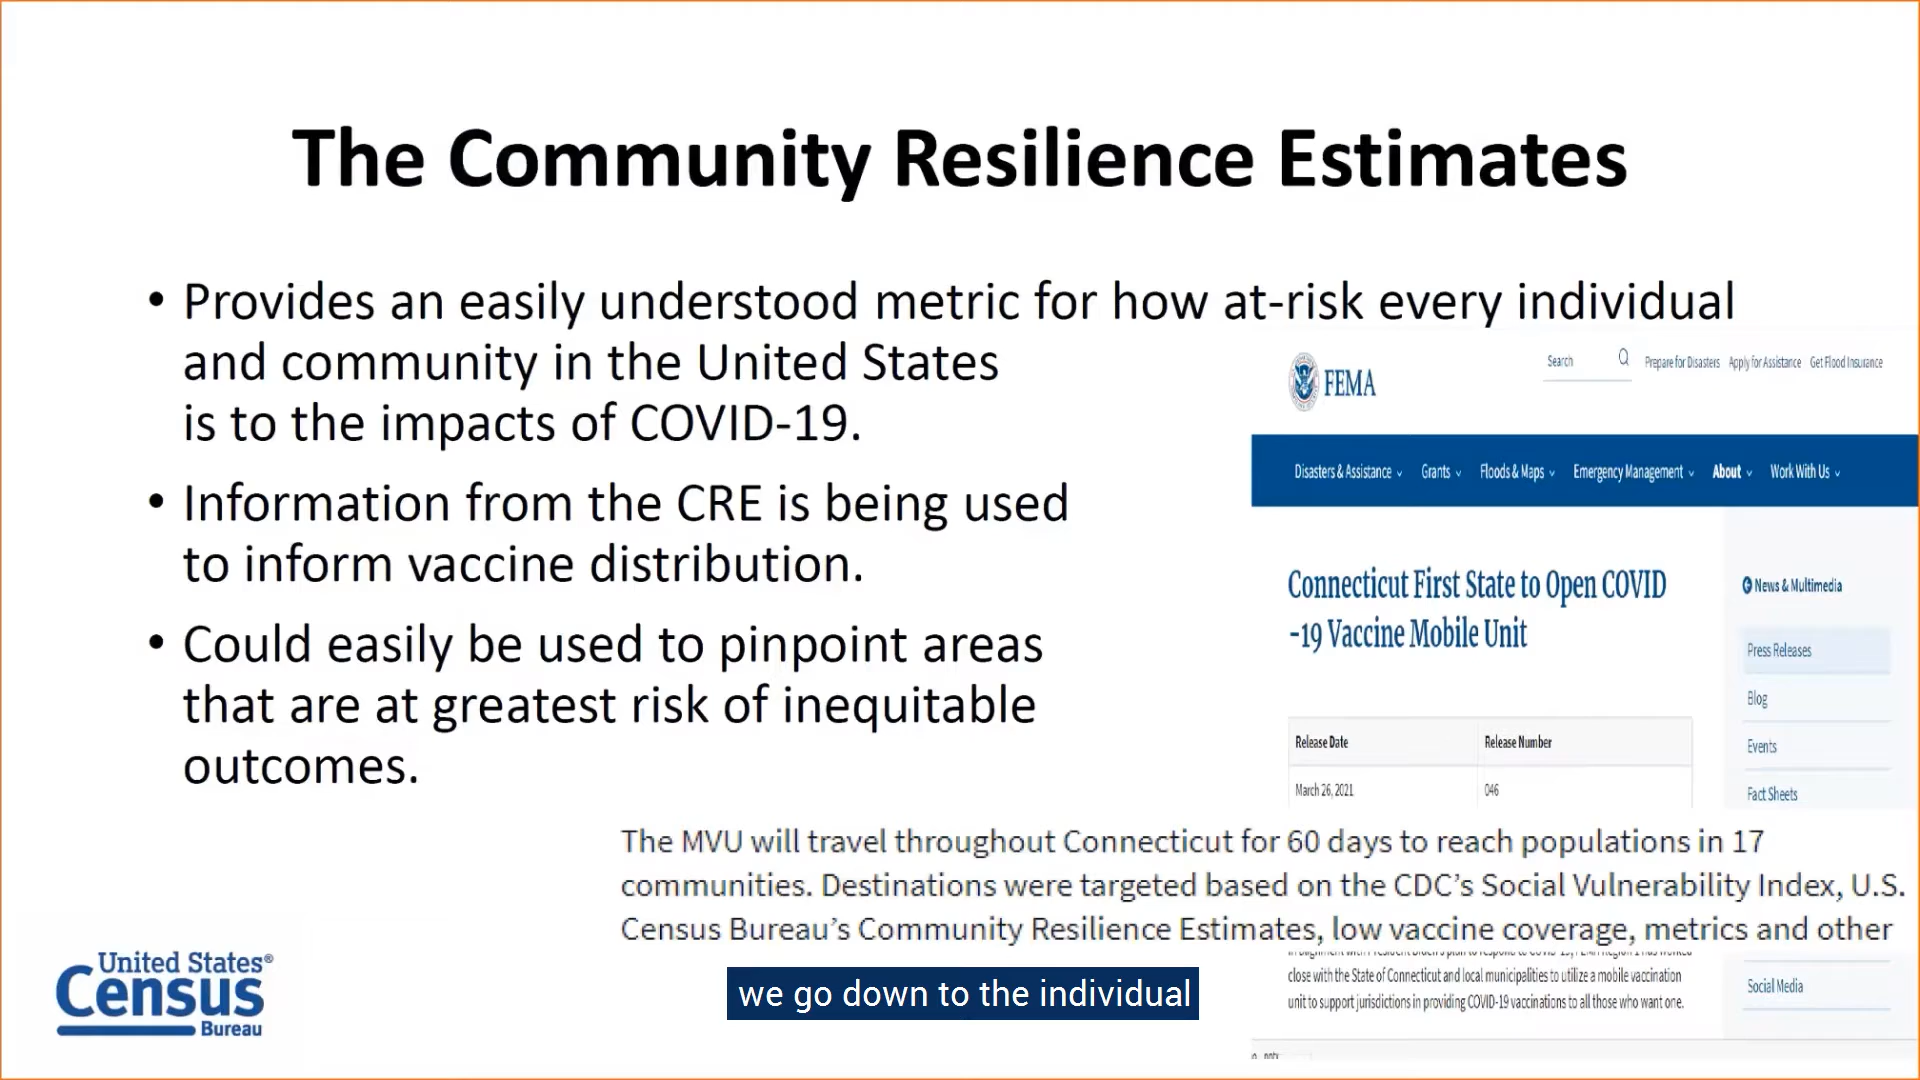 The Community Resilience Estimates
• Provides an easily understood metric for how at-risk every individual
and community in the United States
is to the impacts of COVID-19.
• Information from the CRE is being used
to inform vaccine distribution.
• Could easily be used to pinpoint areas
that are at greatest risk of inequitable
outcomes.
FEMA
Search
Prepare for Disasters Apply for Assistance Get Flood Insurance
Disasters & Assistance Grants Floods & Maps Emergency Management About Work With Us
Connecticut First State to Open COVID
-19 Vaccine Mobile Unit
Release Date Release Number
March 26, 2021 046
News & Multimedia
Press Releases
Blog
Events
Fact Sheets
The MVU will travel throughout Connecticut for 60 days to reach populations in 17
communities. Destinations were targeted based on the CDC’s Social Vulnerability Index, U.S.
Census Bureau’s Community Resilience Estimates, low vaccine coverage, metrics and other
close with the State of Connecticut and local municipalities to utilize a mobile vaccination
unit to support jurisdictions in providing COVID-19 vaccinations to all those who want one.
Social Media
United States®
Census
Bureau
we go down to the individual